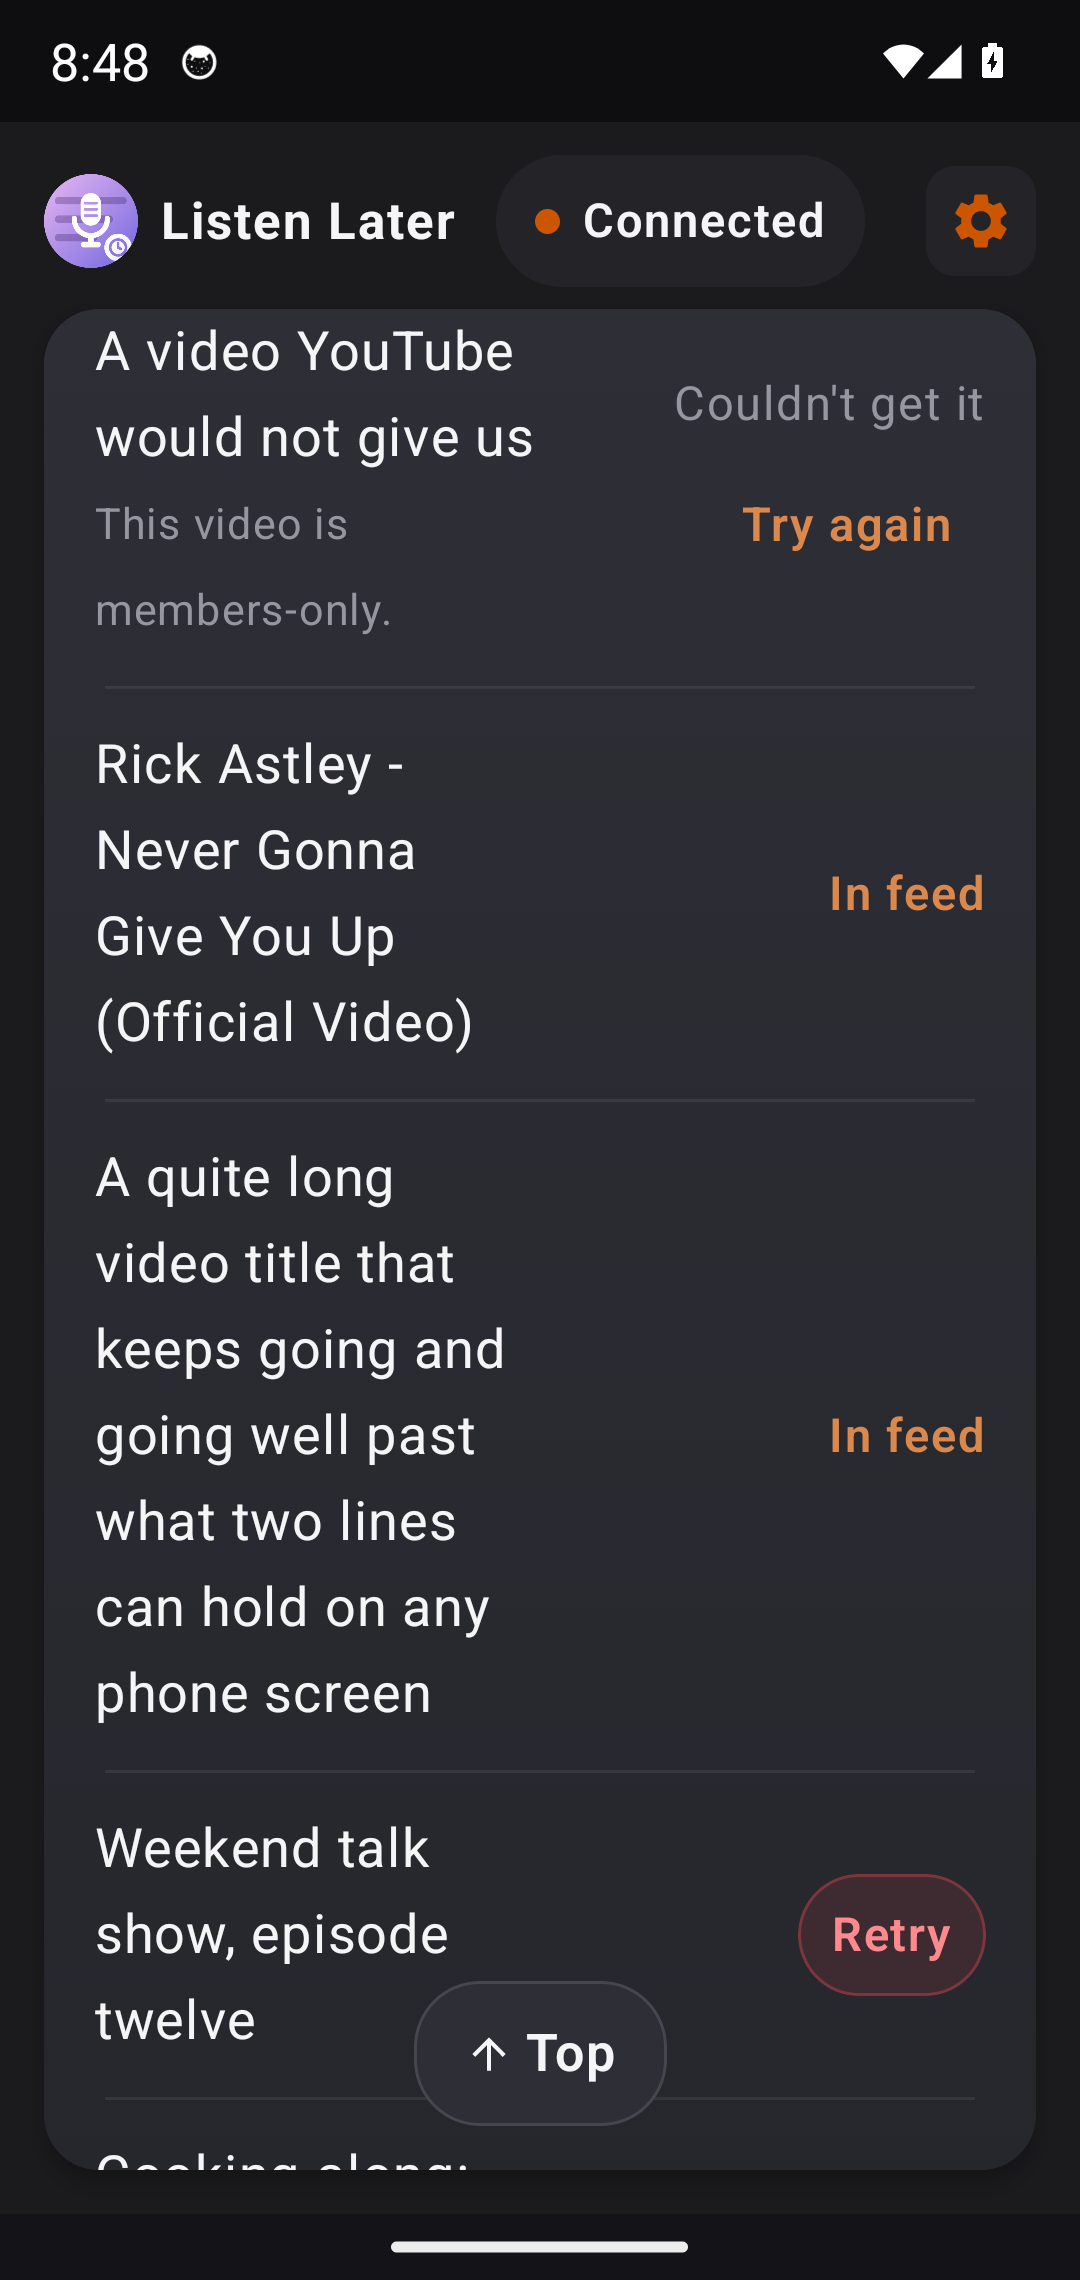 8:48
Listen Later
Connected
A video YouTube
would not give us
Couldn't get it
This video is
members-only.
Try again
Rick Astley -
Never Gonna
Give You Up
(Official Video)
In feed
A quite long
video title that
keeps going and
going well past
what two lines
can hold on any
phone screen
In feed
Weekend talk
show, episode
twelve
Retry
↑ Top
Cooking along: